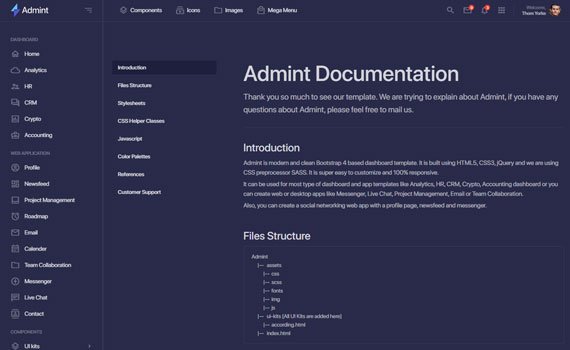 Admint
Components
Icons
Images
Mega Menu
Welcome,
Thom Yorke
DASHBOARD
Home
Analytics
HR
CRM
Crypto
Accounting
WEB APPLICATION
Profile
Newsfeed
Project Management
Roadmap
Email
Calender
Team Collaboration
Messenger
Live Chat
Contact
COMPONENTS
UI kits
Introduction
Files Structure
Stylesheets
CSS Helper Classes
Javascript
Color Palettes
References
Customer Support
Admint Documentation
Thank you so much to see our template. We are trying to explain about Admint, if you have any
questions about Admint, please feel free to mail us.
Introduction
Admint is modern and clean Bootstrap 4 based dashboard template. It is built using HTML5, CSS3, jQuery and we are using
CSS preprocessor SASS. It is super easy to customize and 100% responsive.
It can be used for most type of dashboard and app templates like Analytics, HR, CRM, Crypto, Accounting dashboard or you
can create web or desktop apps like Messenger, Live Chat, Project Management, Email or Team Collaboration.
Also, you can create a social networking web app with a profile page, newsfeed and messenger.
Files Structure
Admint
|-- assets
|-- css
|-- scss
|-- fonts
|-- img
|-- js
|-- ui-kits [All UI Kits are added here]
|-- according.html
|-- index.html